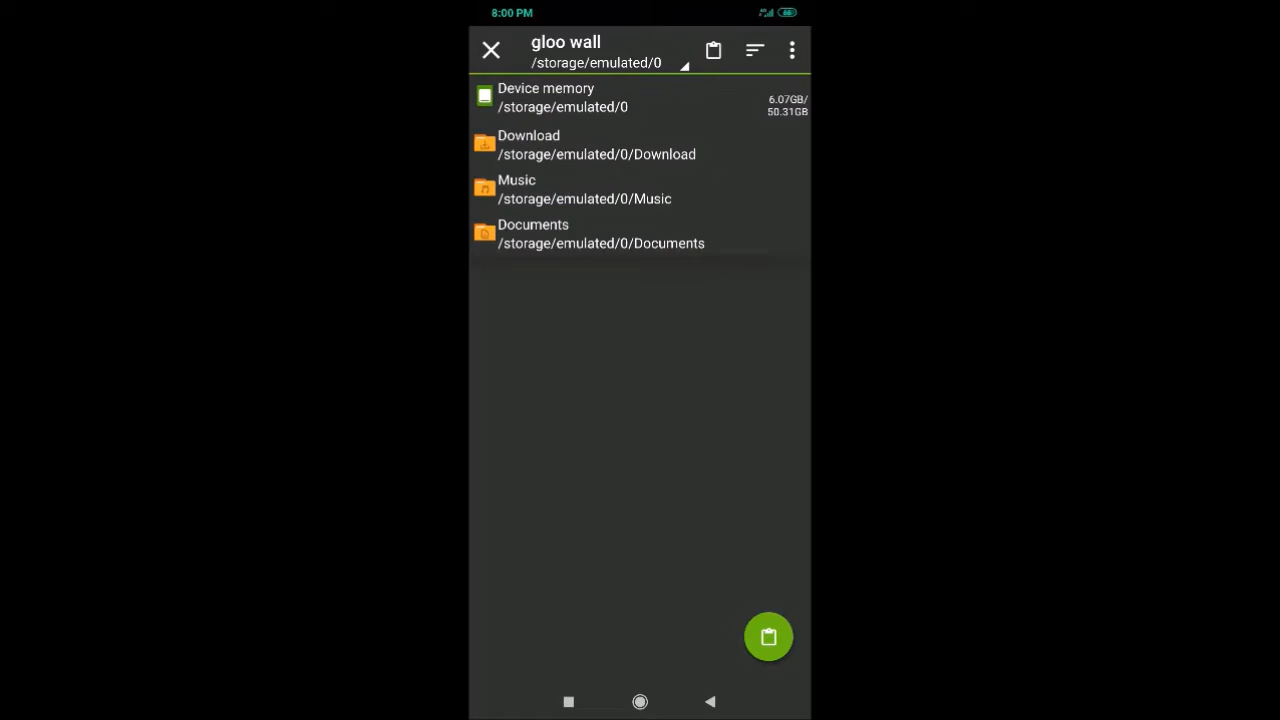 8:00 PM
gloo wall
/storage/emulated/0
Device memory
/storage/emulated/0
6.07GB/
50.31GB
Download
/storage/emulated/0/Download
Music
/storage/emulated/0/Music
Documents
/storage/emulated/0/Documents